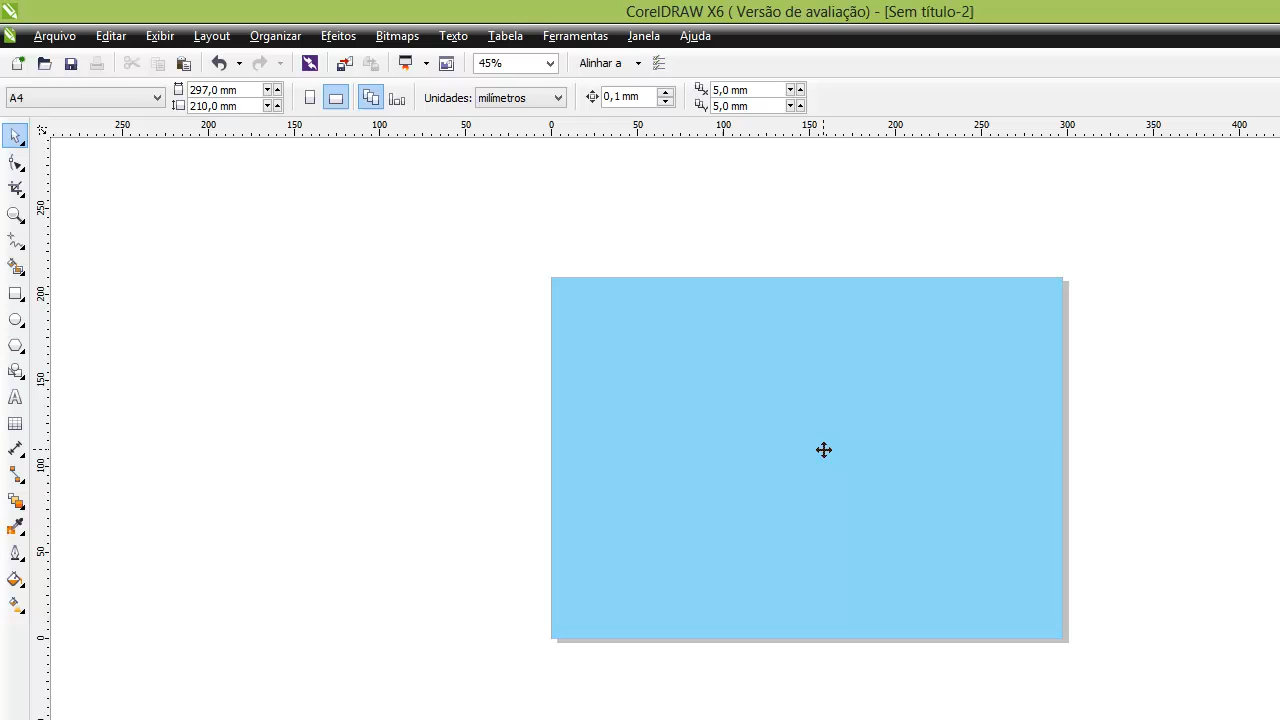 CorelDRAW X6 ( Versão de avaliação) - [Sem título-2]
Arquivo Editar Exibir Layout Organizar Efeitos Bitmaps Texto Tabela Ferramentas Janela Ajuda
45% Alinhar a
A4 297,0 mm 210,0 mm Unidades: milímetros 0,1 mm 5,0 mm 5,0 mm
250 200 150 100 50 0 50 100 150 200 250 300 350 400
250
200
150
100
50
0